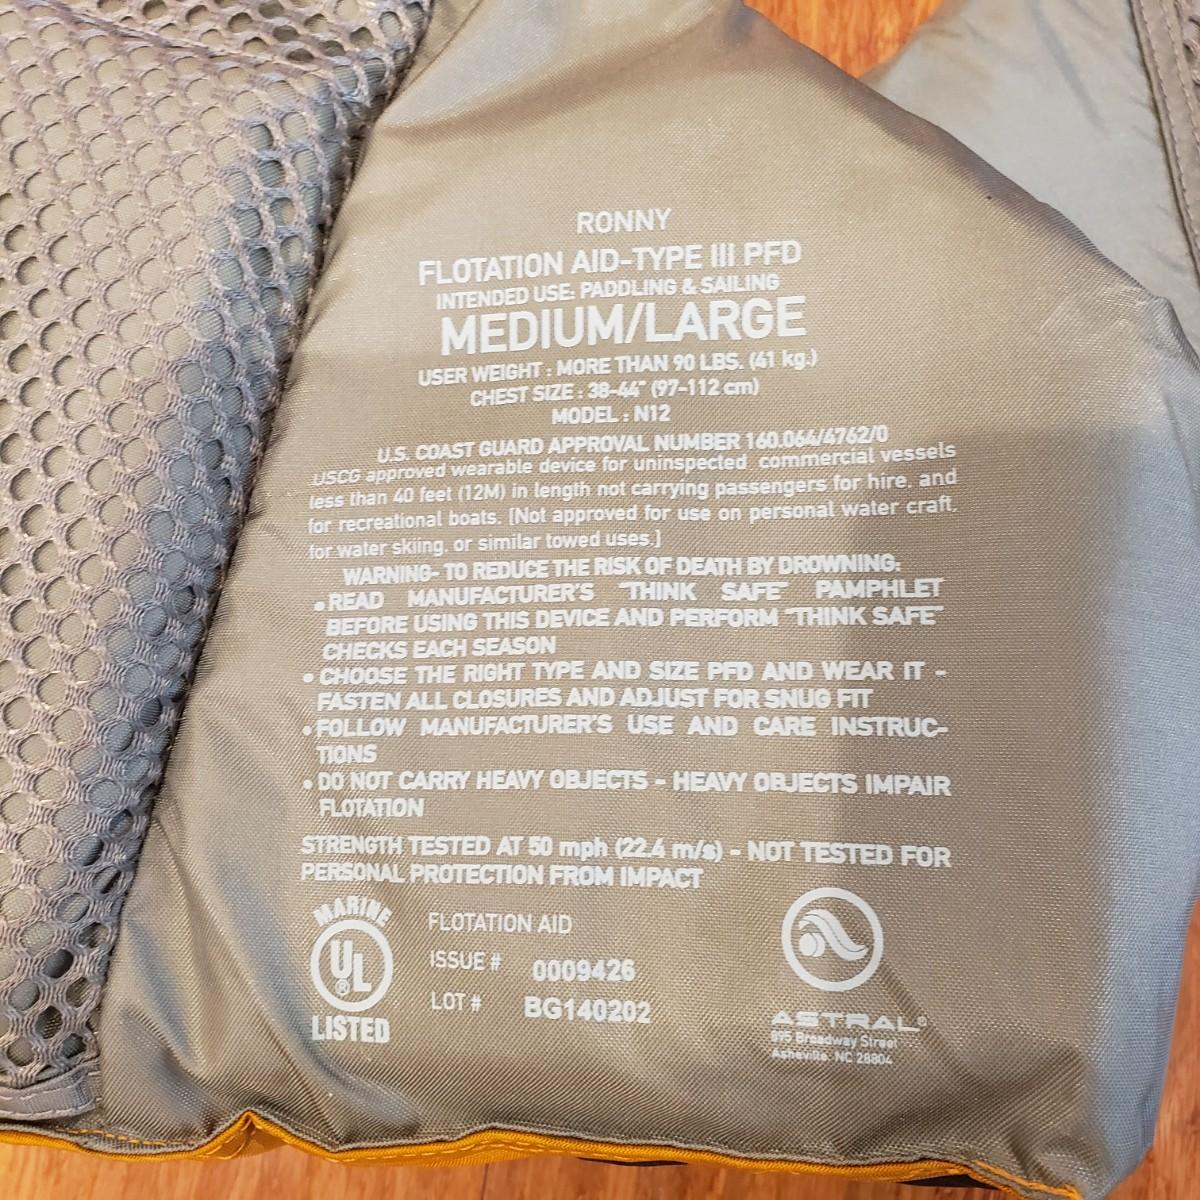 RONNY
FLOTATION AID-TYPE III PFD
INTENDED USE: PADDLING & SAILING
MEDIUM/LARGE
USER WEIGHT : MORE THAN 90 LBS. (41 kg.)
CHEST SIZE : 38-44" (97-112 cm)
MODEL : N12
U.S. COAST GUARD APPROVAL NUMBER 160.064/4762/0
USCG approved wearable device for uninspected commercial vessels
less than 40 feet (12M) in length not carrying passengers for hire, and
for recreational boats. [Not approved for use on personal water craft,
for water skiing, or similar towed uses.]
WARNING- TO REDUCE THE RISK OF DEATH BY DROWNING:
• READ MANUFACTURER'S "THINK SAFE" PAMPHLET
BEFORE USING THIS DEVICE AND PERFORM "THINK SAFE"
CHECKS EACH SEASON
• CHOOSE THE RIGHT TYPE AND SIZE PFD AND WEAR IT -
FASTEN ALL CLOSURES AND ADJUST FOR SNUG FIT
• FOLLOW MANUFACTURER'S USE AND CARE INSTRUC-
TIONS
• DO NOT CARRY HEAVY OBJECTS - HEAVY OBJECTS IMPAIR
FLOTATION
STRENGTH TESTED AT 50 mph (22.4 m/s) - NOT TESTED FOR
PERSONAL PROTECTION FROM IMPACT
MARINE
UL®
LISTED
FLOTATION AID
ISSUE # 0009426
LOT # BG140202
ASTRAL®
Broadway Street
Asheville, NC 28804